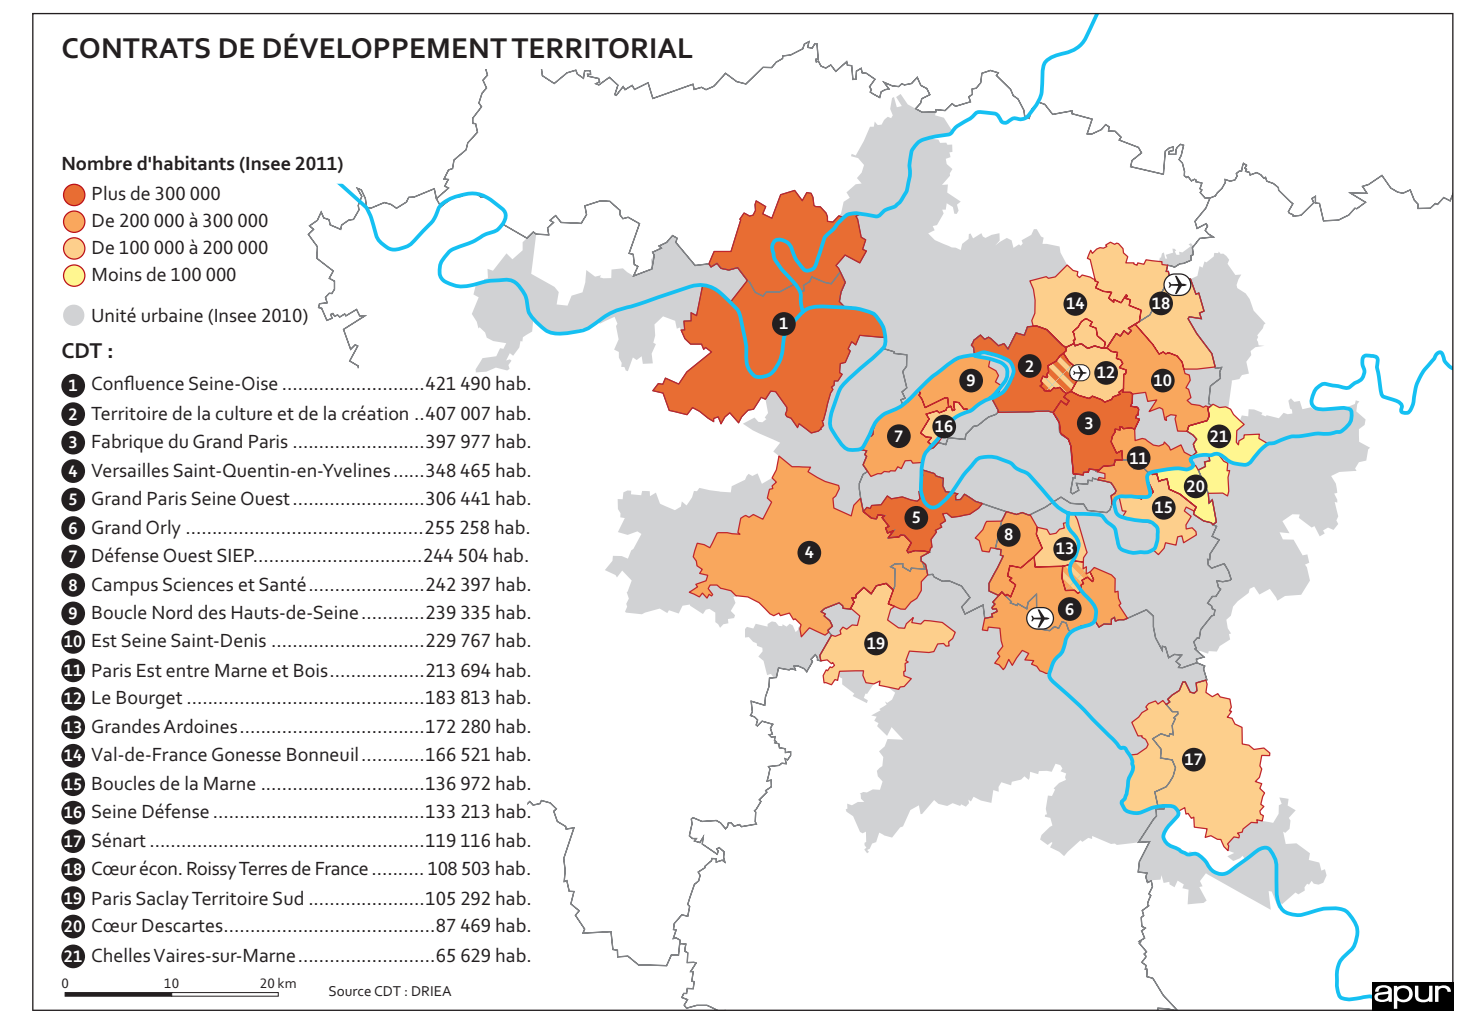 CONTRATS DE DÉVELOPPEMENT TERRITORIAL
Nombre d'habitants (Insee 2011)
Plus de 300 000
De 200 000 à 300 000
De 100 000 à 200 000
Moins de 100 000
Unité urbaine (Insee 2010)
CDT :
1 Confluence Seine-Oise ....................421 490 hab.
2 Territoire de la culture et de la création ..407 007 hab.
3 Fabrique du Grand Paris ...................397 977 hab.
4 Versailles Saint-Quentin-en-Yvelines.....348 465 hab.
5 Grand Paris Seine Ouest ...................306 441 hab.
6 Grand Orly ..................................255 258 hab.
7 Défense Ouest SIEP.........................244 504 hab.
8 Campus Sciences et Santé.................242 397 hab.
9 Boucle Nord des Hauts-de-Seine .........239 335 hab.
10 Est Seine Saint-Denis ......................229 767 hab.
11 Paris Est entre Marne et Bois..............213 694 hab.
12 Le Bourget ..................................183 813 hab.
13 Grandes Ardoines...........................172 280 hab.
14 Val-de-France Gonesse Bonneuil............166 521 hab.
15 Boucles de la Marne ........................136 972 hab.
16 Seine Défense ...............................133 213 hab.
17 Sénart ........................................119 116 hab.
18 Cœur écon. Roissy Terres de France .......... 108 503 hab.
19 Paris Saclay Territoire Sud .................105 292 hab.
20 Cœur Descartes..............................87 469 hab.
21 Chelles Vaires-sur-Marne....................65 629 hab.
0 10 20 km
Source CDT : DRIEA
1
14
18
2
9
12
10
16
7
3
21
11
20
15
5
8
13
4
6
19
17
apur